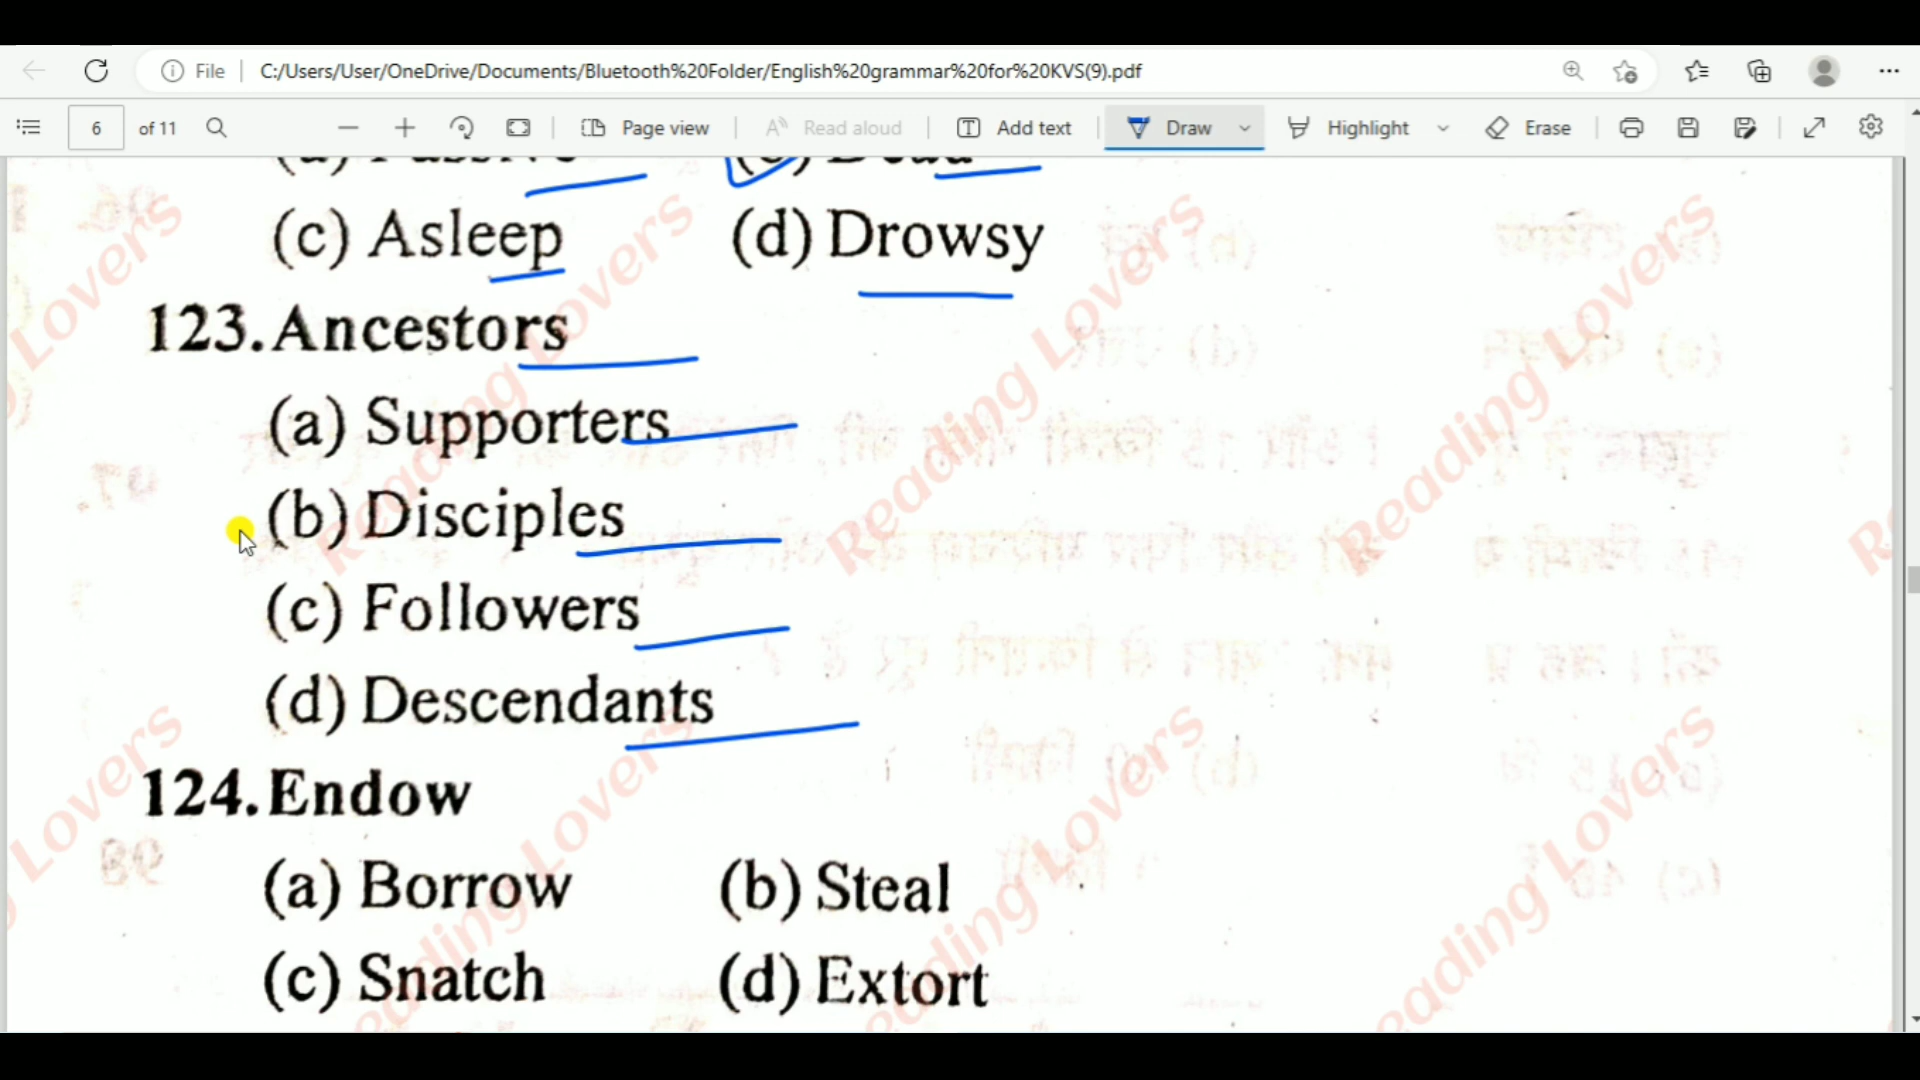 File
C:/Users/User/OneDrive/Documents/Bluetooth%20Folder/English%20grammar%20for%20KVS(9).pdf
6 of 11 Page view Read aloud Add text Draw Highlight Erase
(c) Asleep (d) Drowsy
123. Ancestors
(a) Supporters
(b) Disciples
(c) Followers
(d) Descendants
124. Endow
(a) Borrow (b) Steal
(c) Snatch (d) Extort
Reading Lovers